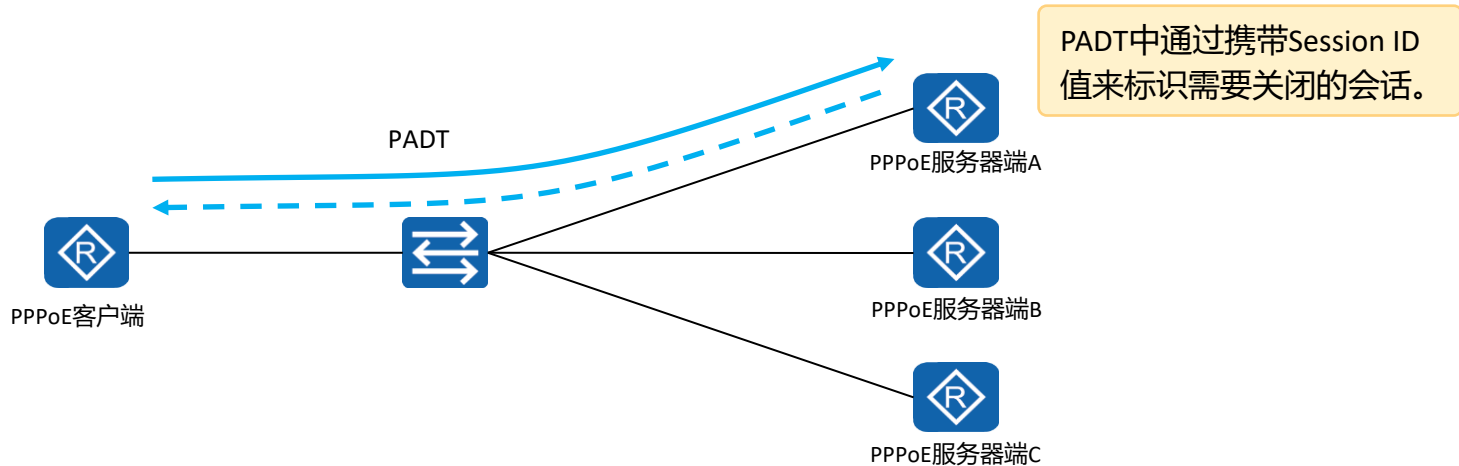 PADT中通过携带Session ID
值来标识需要关闭的会话。
PADT
R
PPPoE服务器端A
R
PPPoE客户端
R
PPPoE服务器端B
R
PPPoE服务器端C